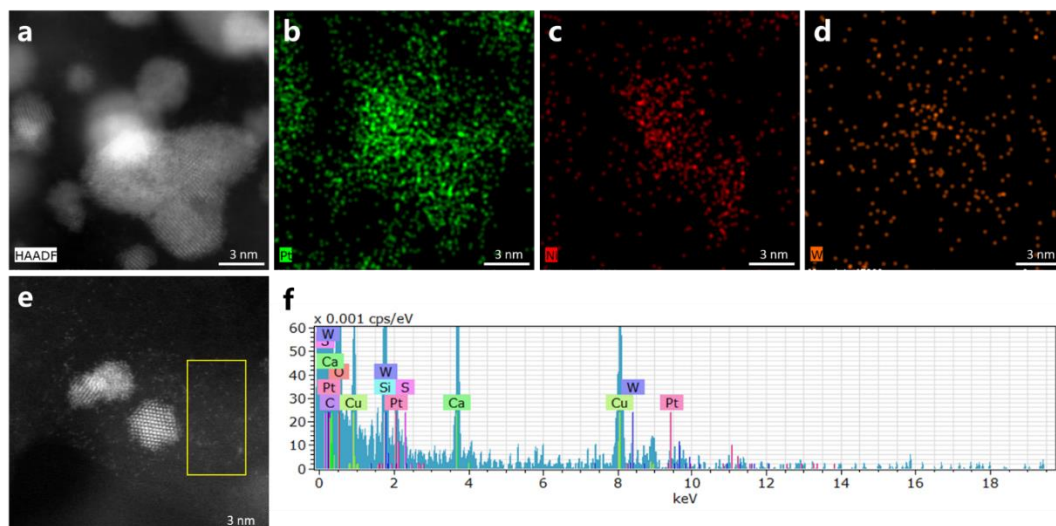 a
HAADF
3 nm
b
Pt
3 nm
c
Ni
3 nm
d
W
3 nm
e
3 nm
f
x 0.001 cps/eV
60
50
40
30
20
10
0
W
S
Ca
O
Pt
C
Cu
W
Si
S
Pt
Ca
Cu
W
Pt
0 2 4 6 8 10 12 14 16 18
keV